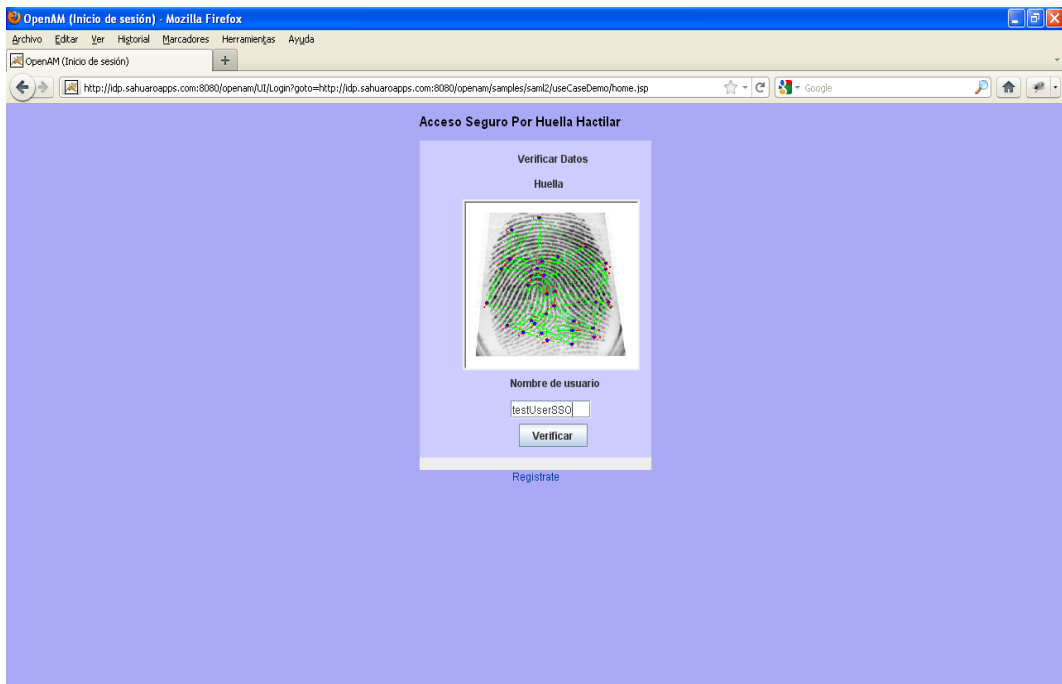 OpenAM (Inicio de sesión) - Mozilla Firefox
Archivo Editar Ver Historial Marcadores Herramientas Ayuda
OpenAM (Inicio de sesión)
http://idp.sahuaroapps.com:8080/openam/UI/Login?goto=http://idp.sahuaroapps.com:8080/openam/samples/saml2/useCaseDemo/home.jsp Google
Acceso Seguro Por Huella Hactilar
Verificar Datos
Huella
Nombre de usuario
testUserSSO
Verificar
Registrate